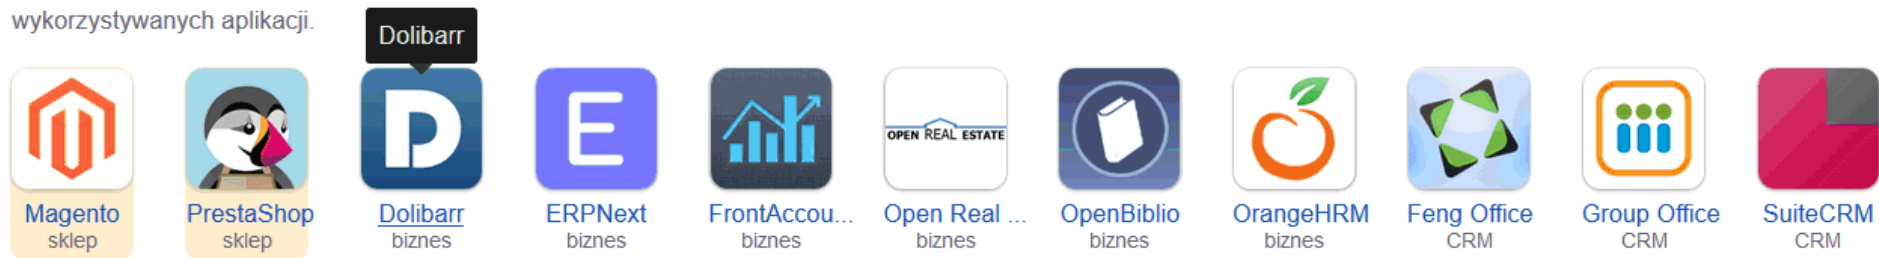 wykorzystywanych aplikacji.
Dolibarr
D
E
OPEN REAL ESTATE
Magento PrestaShop Dolibarr ERPNext FrontAccou... Open Real ... OpenBiblio OrangeHRM Feng Office Group Office SuiteCRM
sklep sklep biznes biznes biznes biznes biznes biznes CRM CRM CRM